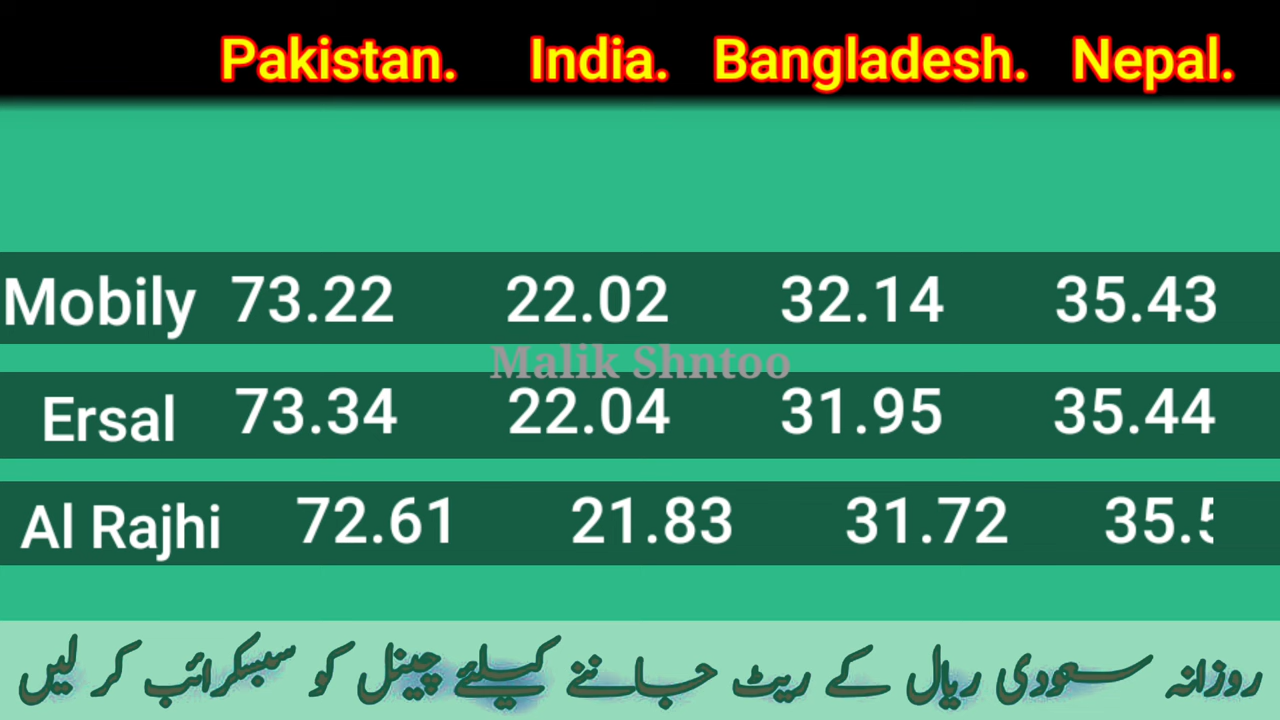 Pakistan. India. Bangladesh. Nepal.
Mobily 73.22 22.02 32.14 35.43
Malik Shntoo
Ersal 73.34 22.04 31.95 35.44
Al Rajhi 72.61 21.83 31.72 35.5
روزانہ سعودی ریال کے ریٹ جاننے کیلئے چینل کو سبسکرائب کر لیں